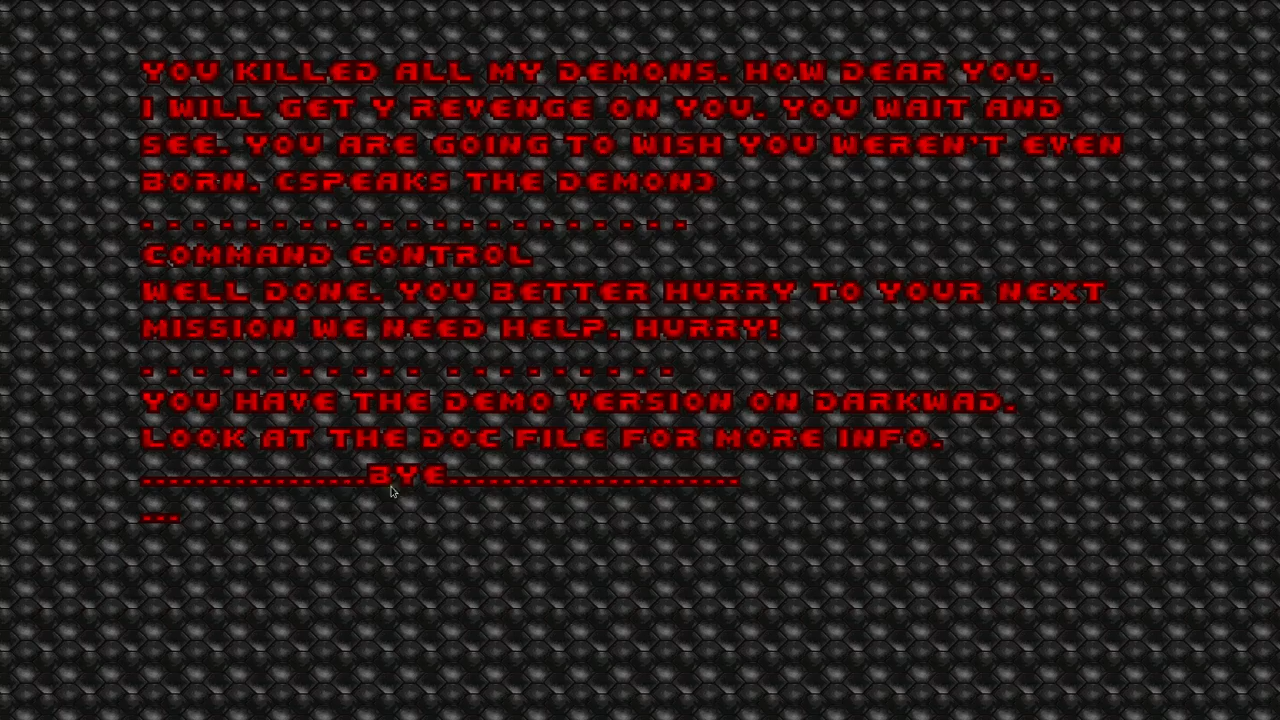 YOU KILLED ALL MY DEMONS. HOW DEAR YOU.
I WILL GET Y REVENGE ON YOU. YOU WAIT AND
SEE. YOU ARE GOING TO WISH YOU WEREN'T EVEN
BORN. (SPEAKS THE DEMON)
- - - - - - - - - - - - - - - - - - - - -
COMMAND CONTROL
WELL DONE. YOU BETTER HURRY TO YOUR NEXT
MISSION WE NEED HELP. HURRY!
- - - - - - - - - - -  - - - - - - - - -
YOU HAVE THE DEMO VERSION ON DARKWAD.
LOOK AT THE DOC FILE FOR MORE INFO.
.................BYE......................
---